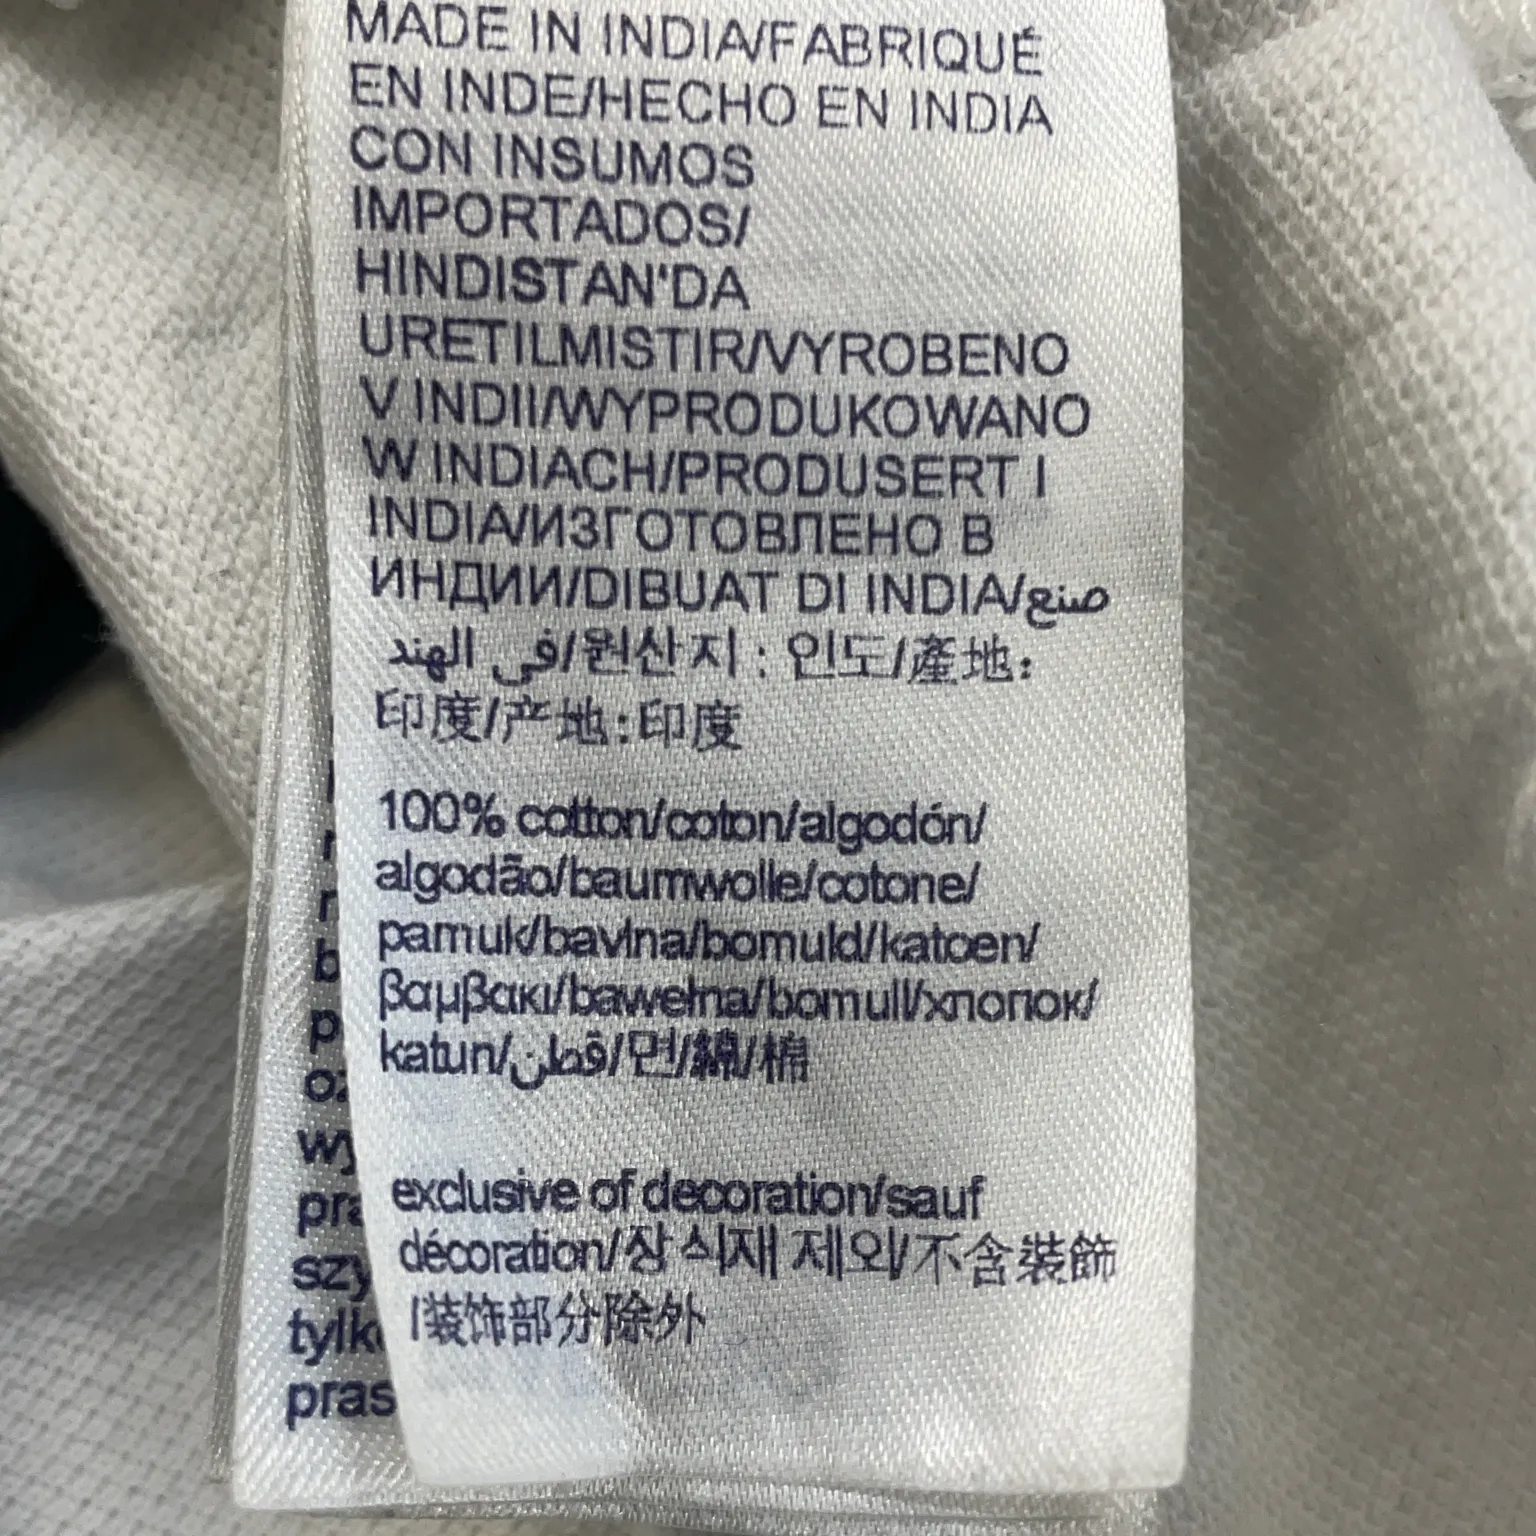 MADE IN INDIA/FABRIQUÉ
EN INDE/HECHO EN INDIA
CON INSUMOS
IMPORTADOS/
HINDISTAN'DA
URETILMISTIR/VYROBENO
V INDII/WYPRODUKOWANO
W INDIACH/PRODUSERT I
INDIA/ИЗГОТОВЛЕНО В
ИНДИИ/DIBUAT DI INDIA/صنع
في الهند/원산지 : 인도/產地:
印度/产地:印度
100% cotton/coton/algodón/
algodão/baumwolle/cotone/
pamuk/bavlna/bomuld/katoen/
βαμβακι/bawełna/bomull/хлопок/
katun/قطن/면/綿/棉
exclusive of decoration/sauf
décoration/장식재 제외/不含裝飾
/装饰部分除外